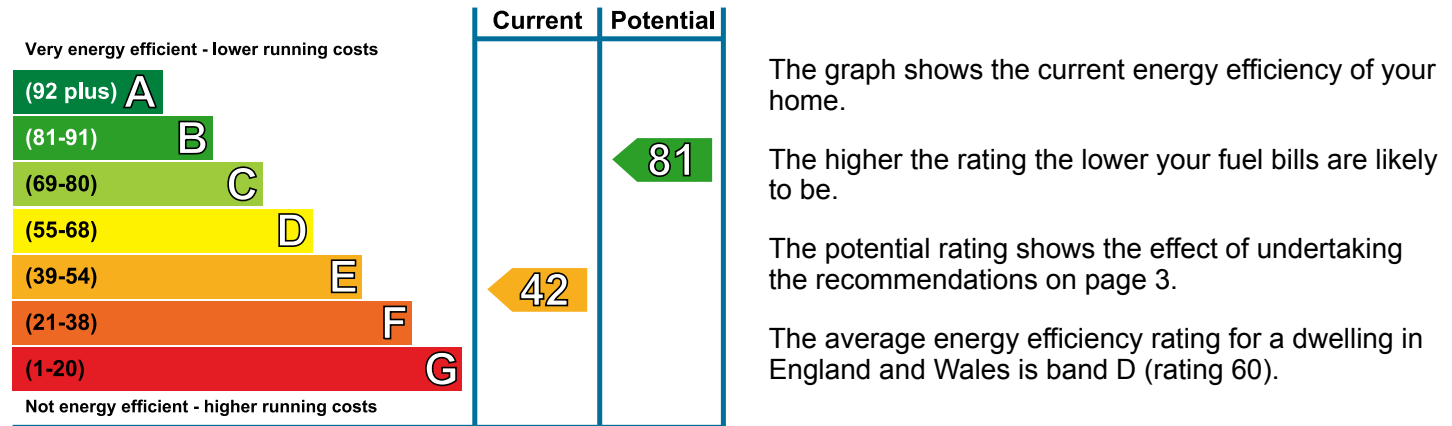 Current Potential
Very energy efficient - lower running costs
(92 plus) A
(81-91) B
(69-80) C
(55-68) D
(39-54) E
(21-38) F
(1-20) G
Not energy efficient - higher running costs
81
42
The graph shows the current energy efficiency of your
home.
The higher the rating the lower your fuel bills are likely
to be.
The potential rating shows the effect of undertaking
the recommendations on page 3.
The average energy efficiency rating for a dwelling in
England and Wales is band D (rating 60).